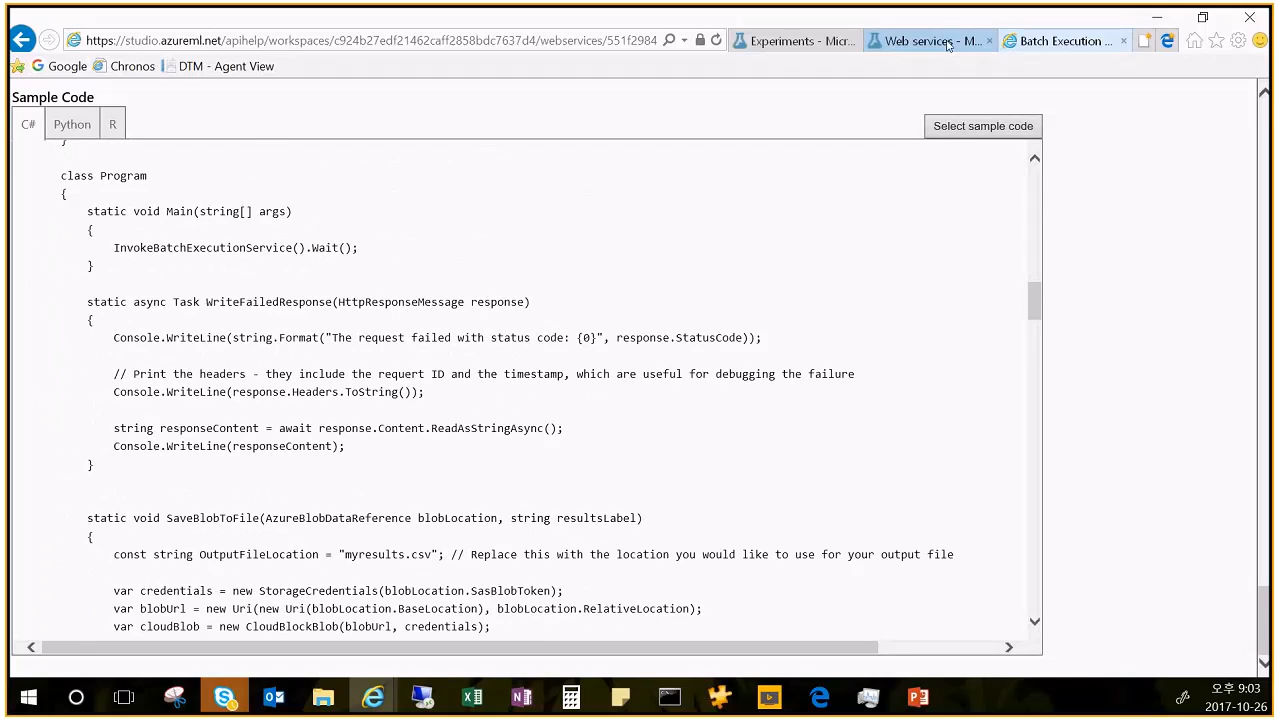 https://studio.azureml.net/apihelp/workspaces/c924b27edf21462caff2858bdc7637d4/webservices/551f2984
Experiments - Micr...
Web services - M...
Batch Execution ...
Google
Chronos
DTM - Agent View
Sample Code
C#
Python
R
Select sample code
}
class Program
{
static void Main(string[] args)
{
InvokeBatchExecutionService().Wait();
}
static async Task WriteFailedResponse(HttpResponseMessage response)
{
Console.WriteLine(string.Format("The request failed with status code: {0}", response.StatusCode));
// Print the headers - they include the requert ID and the timestamp, which are useful for debugging the failure
Console.WriteLine(response.Headers.ToString());
string responseContent = await response.Content.ReadAsStringAsync();
Console.WriteLine(responseContent);
}
static void SaveBlobToFile(AzureBlobDataReference blobLocation, string resultsLabel)
{
const string OutputFileLocation = "myresults.csv"; // Replace this with the location you would like to use for your output file
var credentials = new StorageCredentials(blobLocation.SasBlobToken);
var blobUrl = new Uri(new Uri(blobLocation.BaseLocation), blobLocation.RelativeLocation);
var cloudBlob = new CloudBlockBlob(blobUrl, credentials);
오후 9:03
2017-10-26